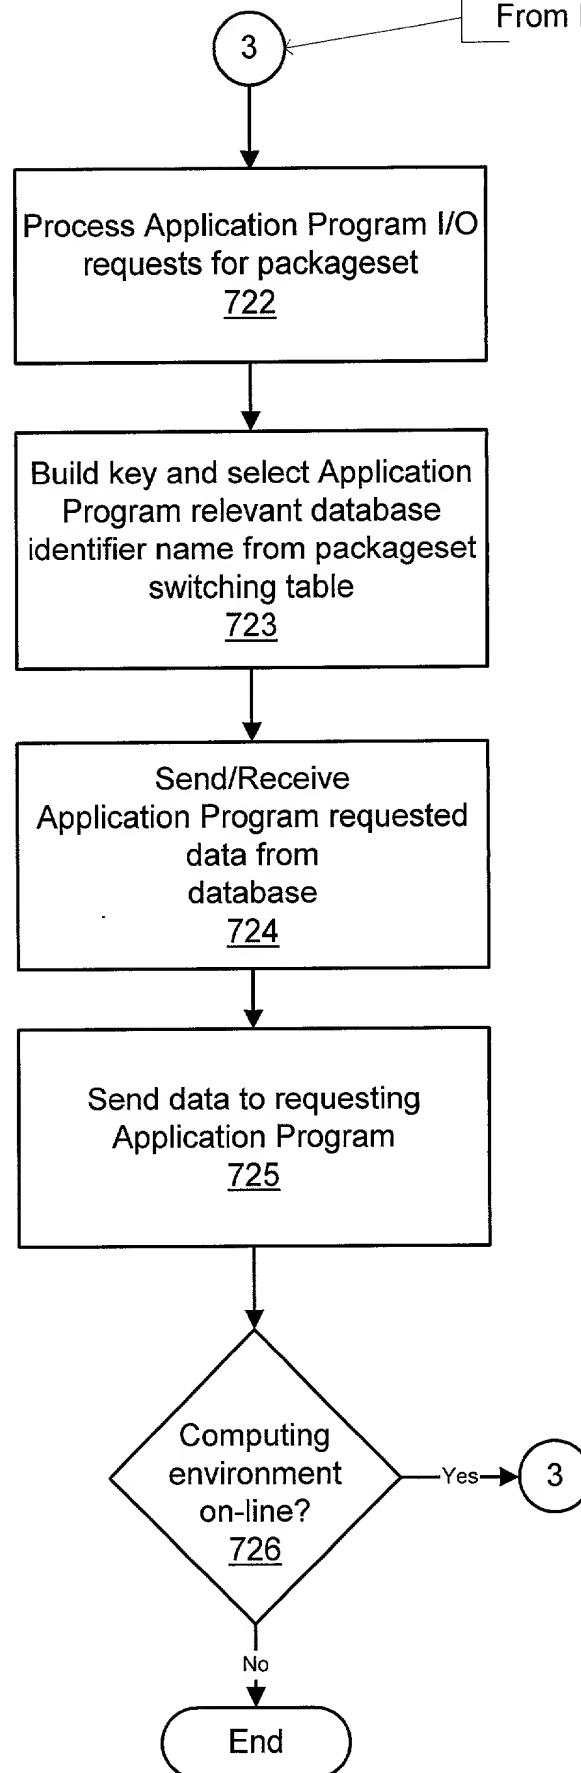 From
3
Process Application Program I/O
requests for packageset
722
Build key and select Application
Program relevant database
identifier name from packageset
switching table
723
Send/Receive
Application Program requested
data from
database
724
Send data to requesting
Application Program
725
Computing
environment
on-line?
726
Yes
3
No
End